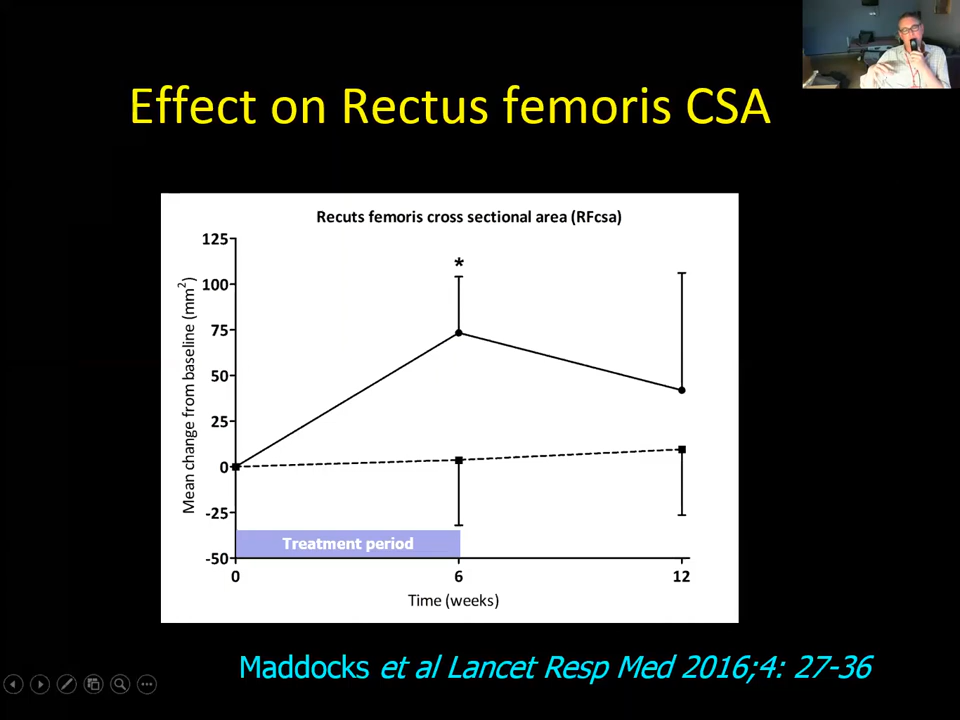 Effect on Rectus femoris CSA
Recuts femoris cross sectional area (RFcsa)
Mean change from baseline (mm²)
125
*
100
75
50
25
0
-25
-50
Treatment period
0 6 12
Time (weeks)
Maddocks et al Lancet Resp Med 2016;4: 27-36